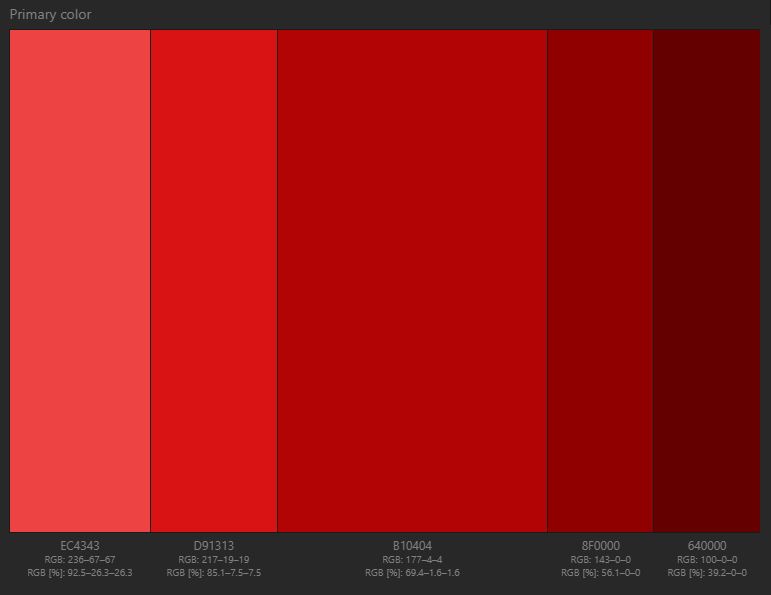 Primary color
EC4343
RGB: 236–67–67
RGB [%]: 92.5–26.3–26.3
D91313
RGB: 217–19–19
RGB [%]: 85.1–7.5–7.5
B10404
RGB: 177–4–4
RGB [%]: 69.4–1.6–1.6
8F0000
RGB: 143–0–0
RGB [%]: 56.1–0–0
640000
RGB: 100–0–0
RGB [%]: 39.2–0–0